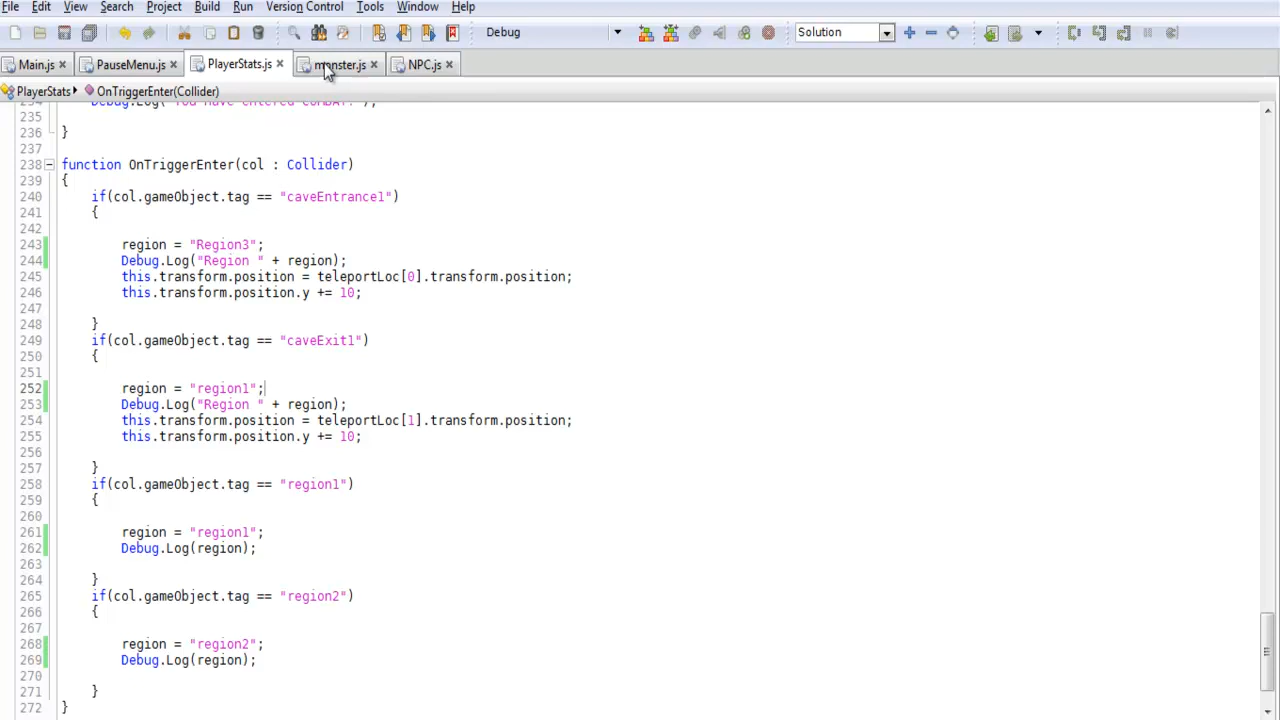 File Edit View Search Project Build Run Version Control Tools Window Help
Debug Solution
Main.js PauseMenu.js PlayerStats.js monster.js NPC.js
PlayerStats OnTriggerEnter(Collider)
235
236 }
237
238 function OnTriggerEnter(col : Collider)
239 {
240 if(col.gameObject.tag == "caveEntrance1")
241 {
242
243 region = "Region3";
244 Debug.Log("Region " + region);
245 this.transform.position = teleportLoc[0].transform.position;
246 this.transform.position.y += 10;
247
248 }
249 if(col.gameObject.tag == "caveExit1")
250 {
251
252 region = "region1";
253 Debug.Log("Region " + region);
254 this.transform.position = teleportLoc[1].transform.position;
255 this.transform.position.y += 10;
256
257 }
258 if(col.gameObject.tag == "region1")
259 {
260
261 region = "region1";
262 Debug.Log(region);
263
264 }
265 if(col.gameObject.tag == "region2")
266 {
267
268 region = "region2";
269 Debug.Log(region);
270
271 }
272 }